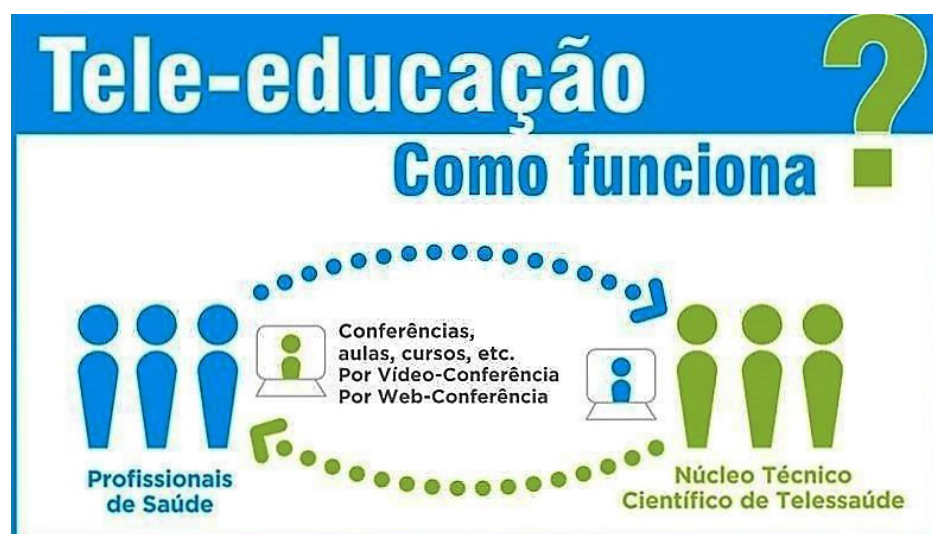 Tele-educação
Como funciona ?
Conferências,
aulas, cursos, etc.
Por Vídeo-Conferência
Por Web-Conferência
Profissionais
de Saúde
Núcleo Técnico
Científico de Telessaúde